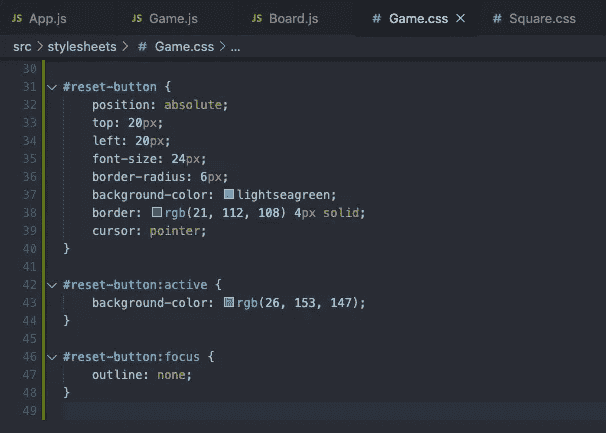 JS App.js JS Game.js JS Board.js # Game.css × # Square.css
src > stylesheets > # Game.css > ...
30
31 #reset-button {
32 position: absolute;
33 top: 20px;
34 left: 20px;
35 font-size: 24px;
36 border-radius: 6px;
37 background-color: lightseagreen;
38 border: rgb(21, 112, 108) 4px solid;
39 cursor: pointer;
40 }
41
42 #reset-button:active {
43 background-color: rgb(26, 153, 147);
44 }
45
46 #reset-button:focus {
47 outline: none;
48 }
49